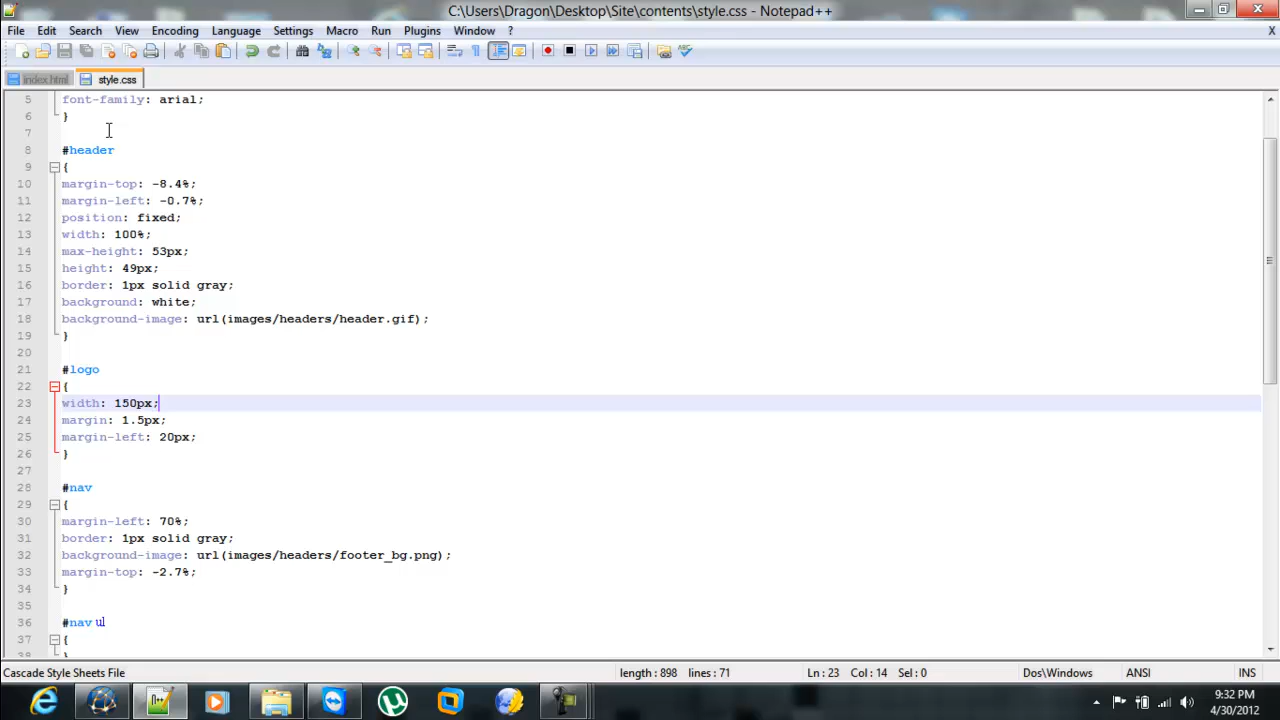 C:\Users\Dragon\Desktop\Site\contents\style.css - Notepad++
File Edit Search View Encoding Language Settings Macro Run Plugins Window ? X
index.html style.css
5 font-family: arial;
6 }
7
8 #header
9 {
10 margin-top: -8.4%;
11 margin-left: -0.7%;
12 position: fixed;
13 width: 100%;
14 max-height: 53px;
15 height: 49px;
16 border: 1px solid gray;
17 background: white;
18 background-image: url(images/headers/header.gif);
19 }
20
21 #logo
22 {
23 width: 150px;
24 margin: 1.5px;
25 margin-left: 20px;
26 }
27
28 #nav
29 {
30 margin-left: 70%;
31 border: 1px solid gray;
32 background-image: url(images/headers/footer_bg.png);
33 margin-top: -2.7%;
34 }
35
36 #nav ul
37 {
38 }
Cascade Style Sheets File length : 898 lines : 71 Ln : 23 Col : 14 Sel : 0 Dos\Windows ANSI INS
9:32 PM
4/30/2012